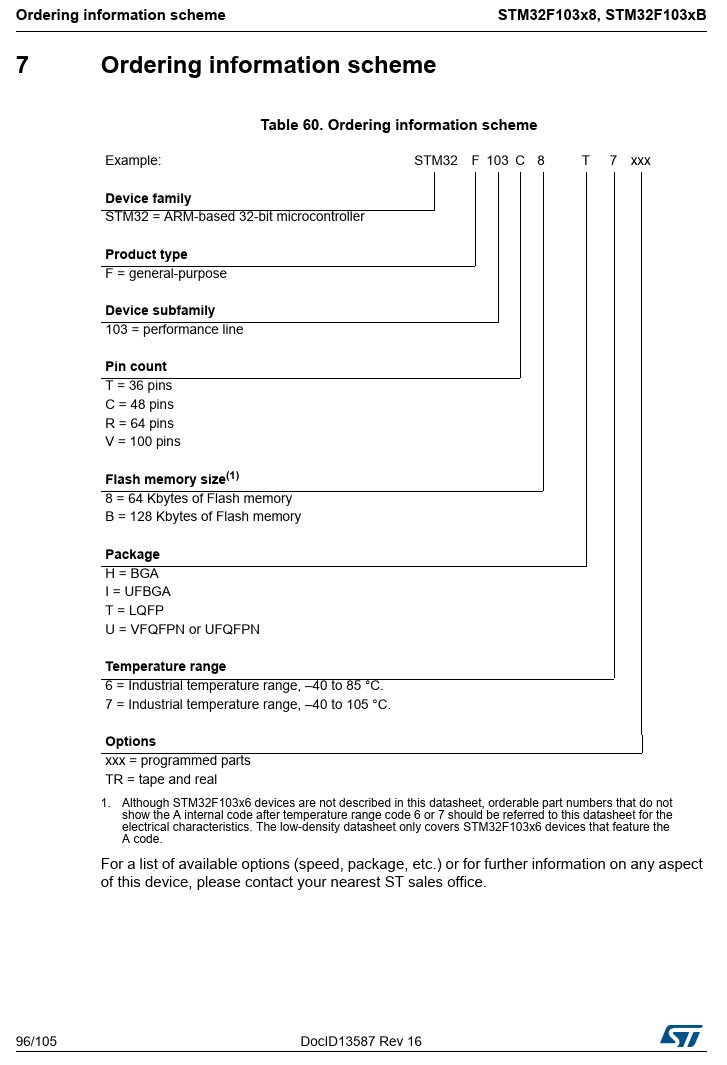 Ordering information scheme STM32F103x8, STM32F103xB
7 Ordering information scheme
Table 60. Ordering information scheme
Example: STM32 F 103 C 8 T 7 xxx
Device family
STM32 = ARM-based 32-bit microcontroller
Product type
F = general-purpose
Device subfamily
103 = performance line
Pin count
T = 36 pins
C = 48 pins
R = 64 pins
V = 100 pins
Flash memory size(1)
8 = 64 Kbytes of Flash memory
B = 128 Kbytes of Flash memory
Package
H = BGA
I = UFBGA
T = LQFP
U = VFQFPN or UFQFPN
Temperature range
6 = Industrial temperature range, –40 to 85 °C.
7 = Industrial temperature range, –40 to 105 °C.
Options
xxx = programmed parts
TR = tape and real
1. Although STM32F103x6 devices are not described in this datasheet, orderable part numbers that do not
show the A internal code after temperature range code 6 or 7 should be referred to this datasheet for the
electrical characteristics. The low-density datasheet only covers STM32F103x6 devices that feature the
A code.
For a list of available options (speed, package, etc.) or for further information on any aspect
of this device, please contact your nearest ST sales office.
96/105 DocID13587 Rev 16 ST